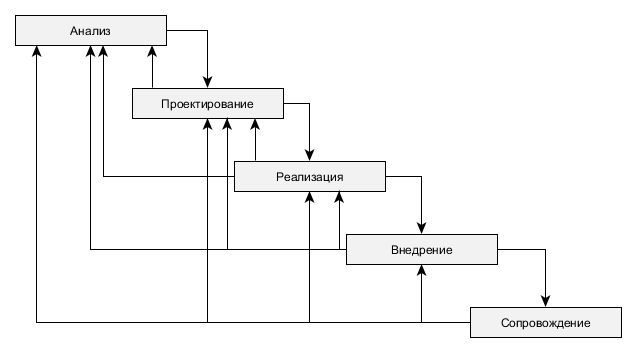 Анализ
Проектирование
Реализация
Внедрение
Сопровождение